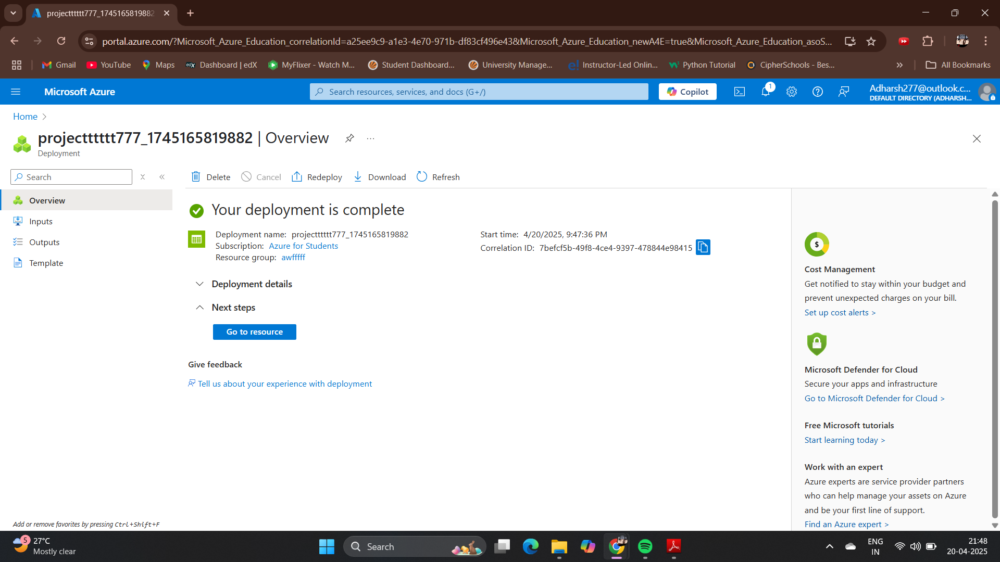 projectttttt777_1745165819882
portal.azure.com/?Microsoft_Azure_Education_correlationId=a25ee9c9-a1e3-4e70-971b-df83cf496e43&Microsoft_Azure_Education_newA4E=true&Microsoft_Azure_Education_asoS...
Gmail YouTube Maps edX Dashboard | edX MyFlixer - Watch M... Student Dashboard... University Manage... e! Instructor-Led Onlin... Python Tutorial CipherSchools - Bes... » All Bookmarks
Microsoft Azure
Search resources, services, and docs (G+/)
Copilot
1
Adharsh277@outlook.c...
DEFAULT DIRECTORY (ADHARSH...
Home
projectttttt777_1745165819882 | Overview
...
Deployment
Search
Overview
Inputs
Outputs
Template
Delete Cancel Redeploy Download Refresh
Your deployment is complete
Deployment name: projectttttt777_1745165819882
Subscription: Azure for Students
Resource group: awfffff
Start time: 4/20/2025, 9:47:36 PM
Correlation ID: 7befcf5b-49f8-4ce4-9397-478844e98415
Deployment details
Next steps
Go to resource
Give feedback
Tell us about your experience with deployment
$
Cost Management
Get notified to stay within your budget and
prevent unexpected charges on your bill.
Set up cost alerts >
Microsoft Defender for Cloud
Secure your apps and infrastructure
Go to Microsoft Defender for Cloud >
Free Microsoft tutorials
Start learning today >
Work with an expert
Azure experts are service provider partners
who can help manage your assets on Azure
and be your first line of support.
Find an Azure expert >
Add or remove favorites by pressing Ctrl+Shift+F
5
27°C
Mostly clear
Search
ENG
IN
21:48
20-04-2025